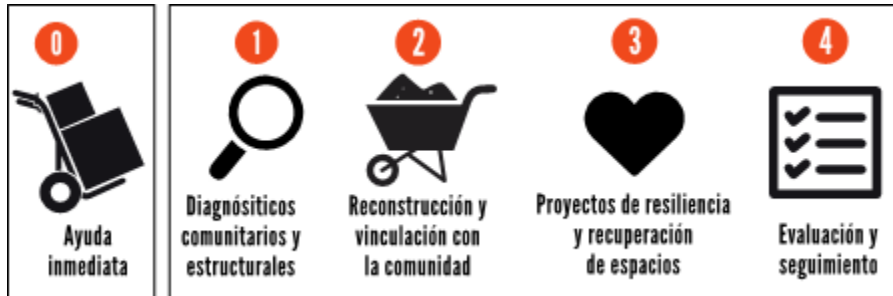 0
Ayuda
inmediata
1
Diagnósiticos
comunitarios y
estructurales
2
Reconstrucción y
vinculación con
la comunidad
3
Proyectos de resiliencia
y recuperación
de espacios
4
Evaluación y
seguimiento